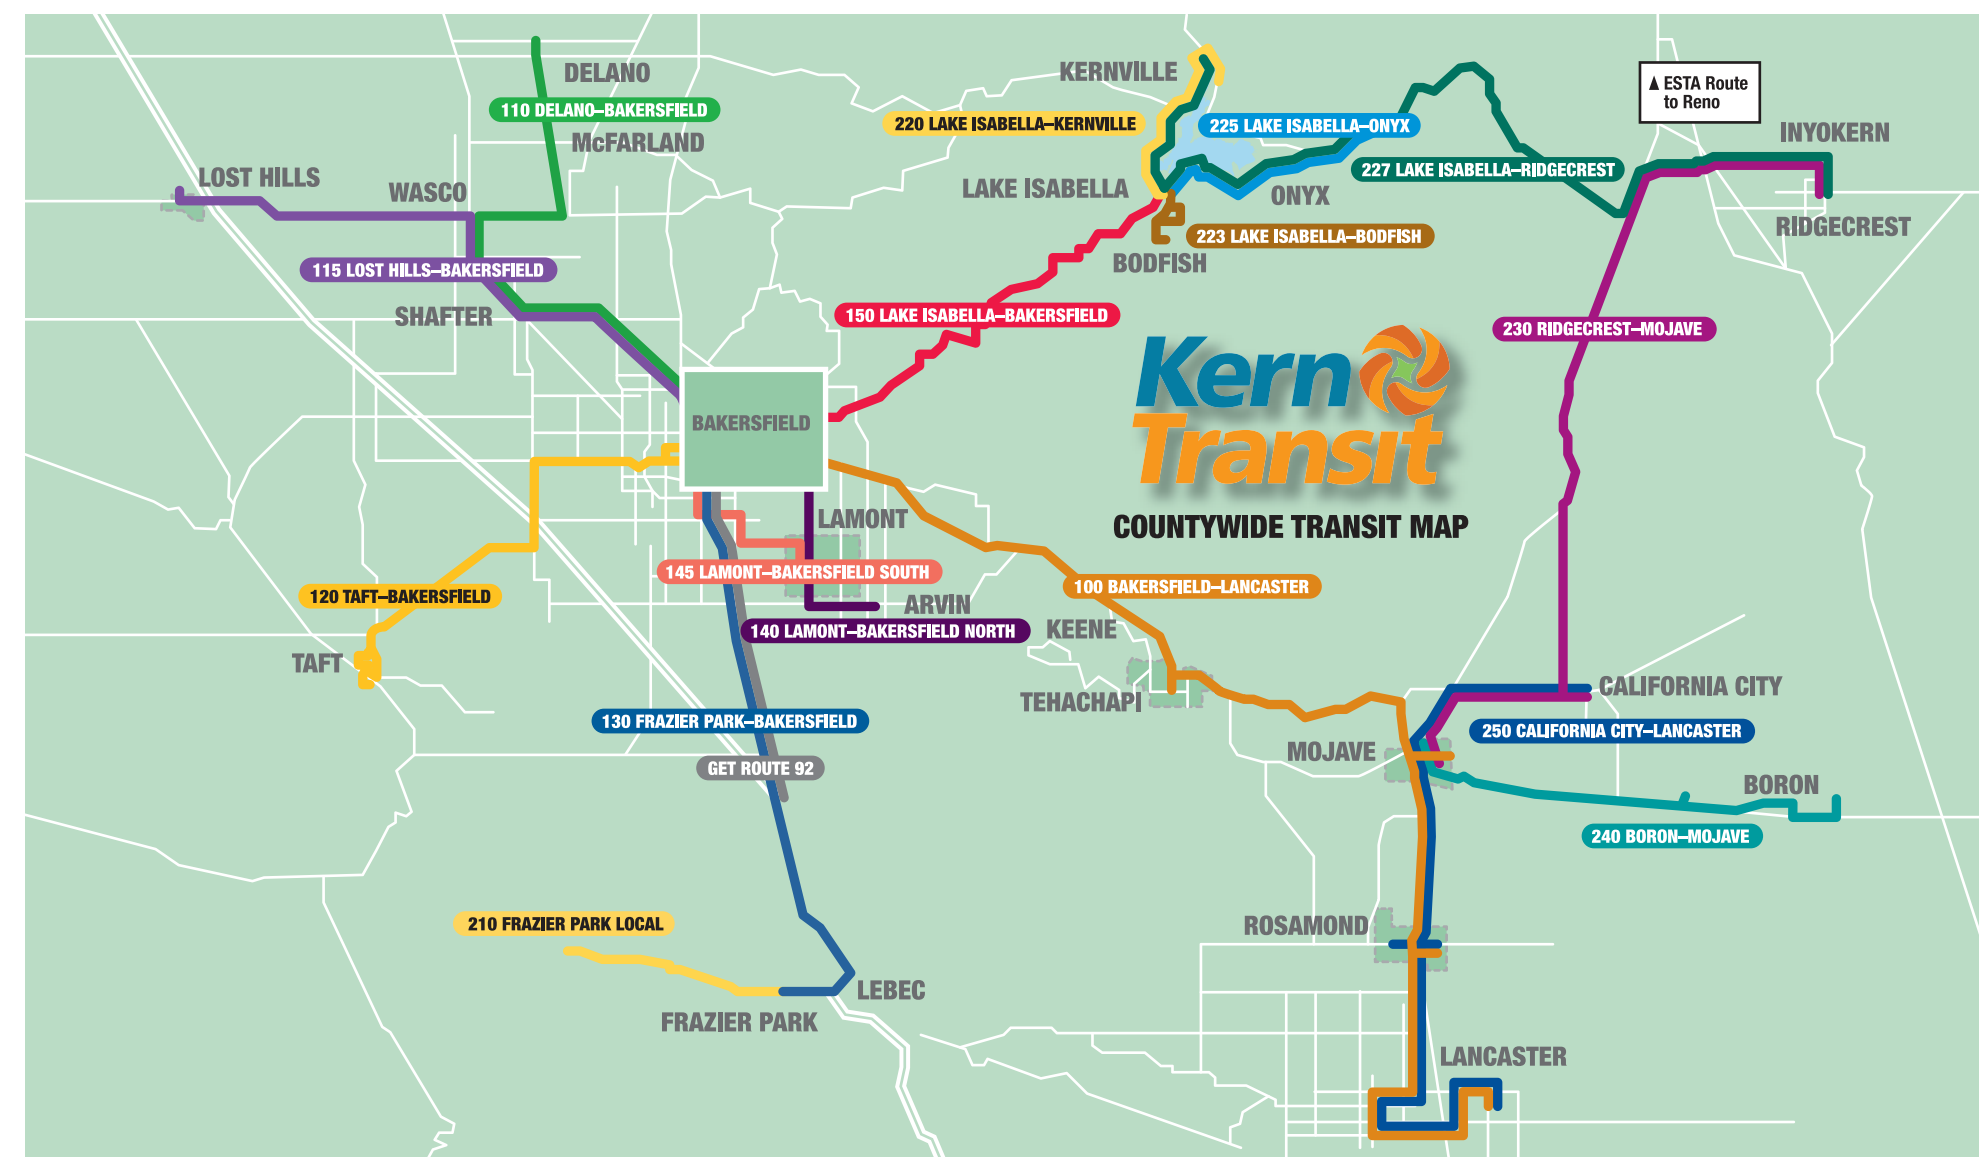 DELANO
KERNVILLE
▲ ESTA Route
to Reno
110 DELANO–BAKERSFIELD
220 LAKE ISABELLA–KERNVILLE
225 LAKE ISABELLA–ONYX
INYOKERN
McFARLAND
227 LAKE ISABELLA–RIDGECREST
LOST HILLS
WASCO
LAKE ISABELLA
ONYX
RIDGECREST
223 LAKE ISABELLA–BODFISH
BODFISH
115 LOST HILLS–BAKERSFIELD
SHAFTER
150 LAKE ISABELLA–BAKERSFIELD
230 RIDGECREST–MOJAVE
Kern
Transit
COUNTYWIDE TRANSIT MAP
BAKERSFIELD
LAMONT
145 LAMONT–BAKERSFIELD SOUTH
100 BAKERSFIELD–LANCASTER
120 TAFT–BAKERSFIELD
ARVIN
140 LAMONT–BAKERSFIELD NORTH
KEENE
TAFT
TEHACHAPI
CALIFORNIA CITY
130 FRAZIER PARK–BAKERSFIELD
250 CALIFORNIA CITY–LANCASTER
MOJAVE
GET ROUTE 92
BORON
240 BORON–MOJAVE
210 FRAZIER PARK LOCAL
ROSAMOND
LEBEC
FRAZIER PARK
LANCASTER